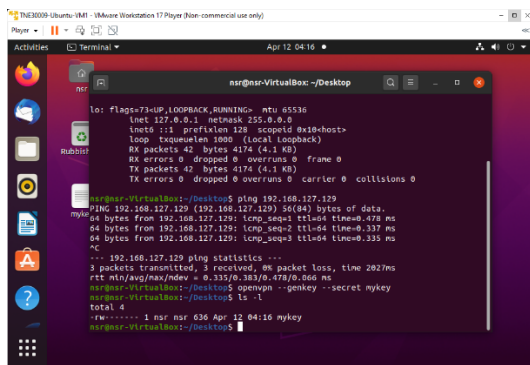 TNE30009-Ubuntu-VM1 - VMware Workstation 17 Player (Non-commercial use only)
Player
Activities
Terminal
Apr 12 04:16
nsr@nsr-VirtualBox: ~/Desktop
nsr
Rubbish
myke
lo: flags=73<UP,LOOPBACK,RUNNING>  mtu 65536
inet 127.0.0.1  netmask 255.0.0.0
inet6 ::1  prefixlen 128  scopeid 0x10<host>
loop  txqueuelen 1000  (Local Loopback)
RX packets 42  bytes 4174 (4.1 KB)
RX errors 0  dropped 0  overruns 0  frame 0
TX packets 42  bytes 4174 (4.1 KB)
TX errors 0  dropped 0 overruns 0  carrier 0  collisions 0
nsr@nsr-VirtualBox:~/Desktop$ ping 192.168.127.129
PING 192.168.127.129 (192.168.127.129) 56(84) bytes of data.
64 bytes from 192.168.127.129: icmp_seq=1 ttl=64 time=0.478 ms
64 bytes from 192.168.127.129: icmp_seq=2 ttl=64 time=0.337 ms
64 bytes from 192.168.127.129: icmp_seq=3 ttl=64 time=0.335 ms
^C
--- 192.168.127.129 ping statistics ---
3 packets transmitted, 3 received, 0% packet loss, time 2027ms
rtt min/avg/max/mdev = 0.335/0.383/0.478/0.066 ms
nsr@nsr-VirtualBox:~/Desktop$ openvpn --genkey --secret mykey
nsr@nsr-VirtualBox:~/Desktop$ ls -l
total 4
-rw------- 1 nsr nsr 636 Apr 12 04:16 mykey
nsr@nsr-VirtualBox:~/Desktop$